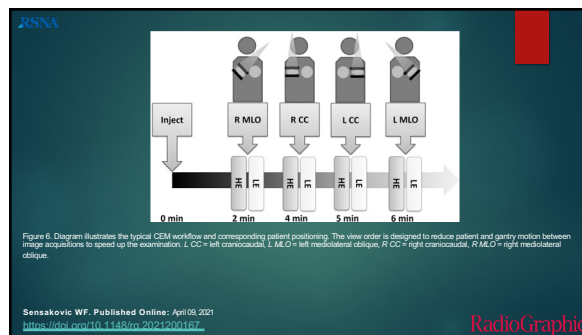 RSNA
Inject
R MLO
R CC
L CC
L MLO
HE
LE
HE
LE
HE
LE
HE
LE
0 min
2 min
4 min
5 min
6 min
Figure 6. Diagram illustrates the typical CEM workflow and corresponding patient positioning. The view order is designed to reduce patient and gantry motion between
image acquisitions to speed up the examination. L CC = left craniocaudal, L MLO = left mediolateral oblique, R CC = right craniocaudal, R MLO = right mediolateral
oblique.
Sensakovic WF. Published Online: April 09, 2021
https://doi.org/10.1148/rg.2021200167
RadioGraphic